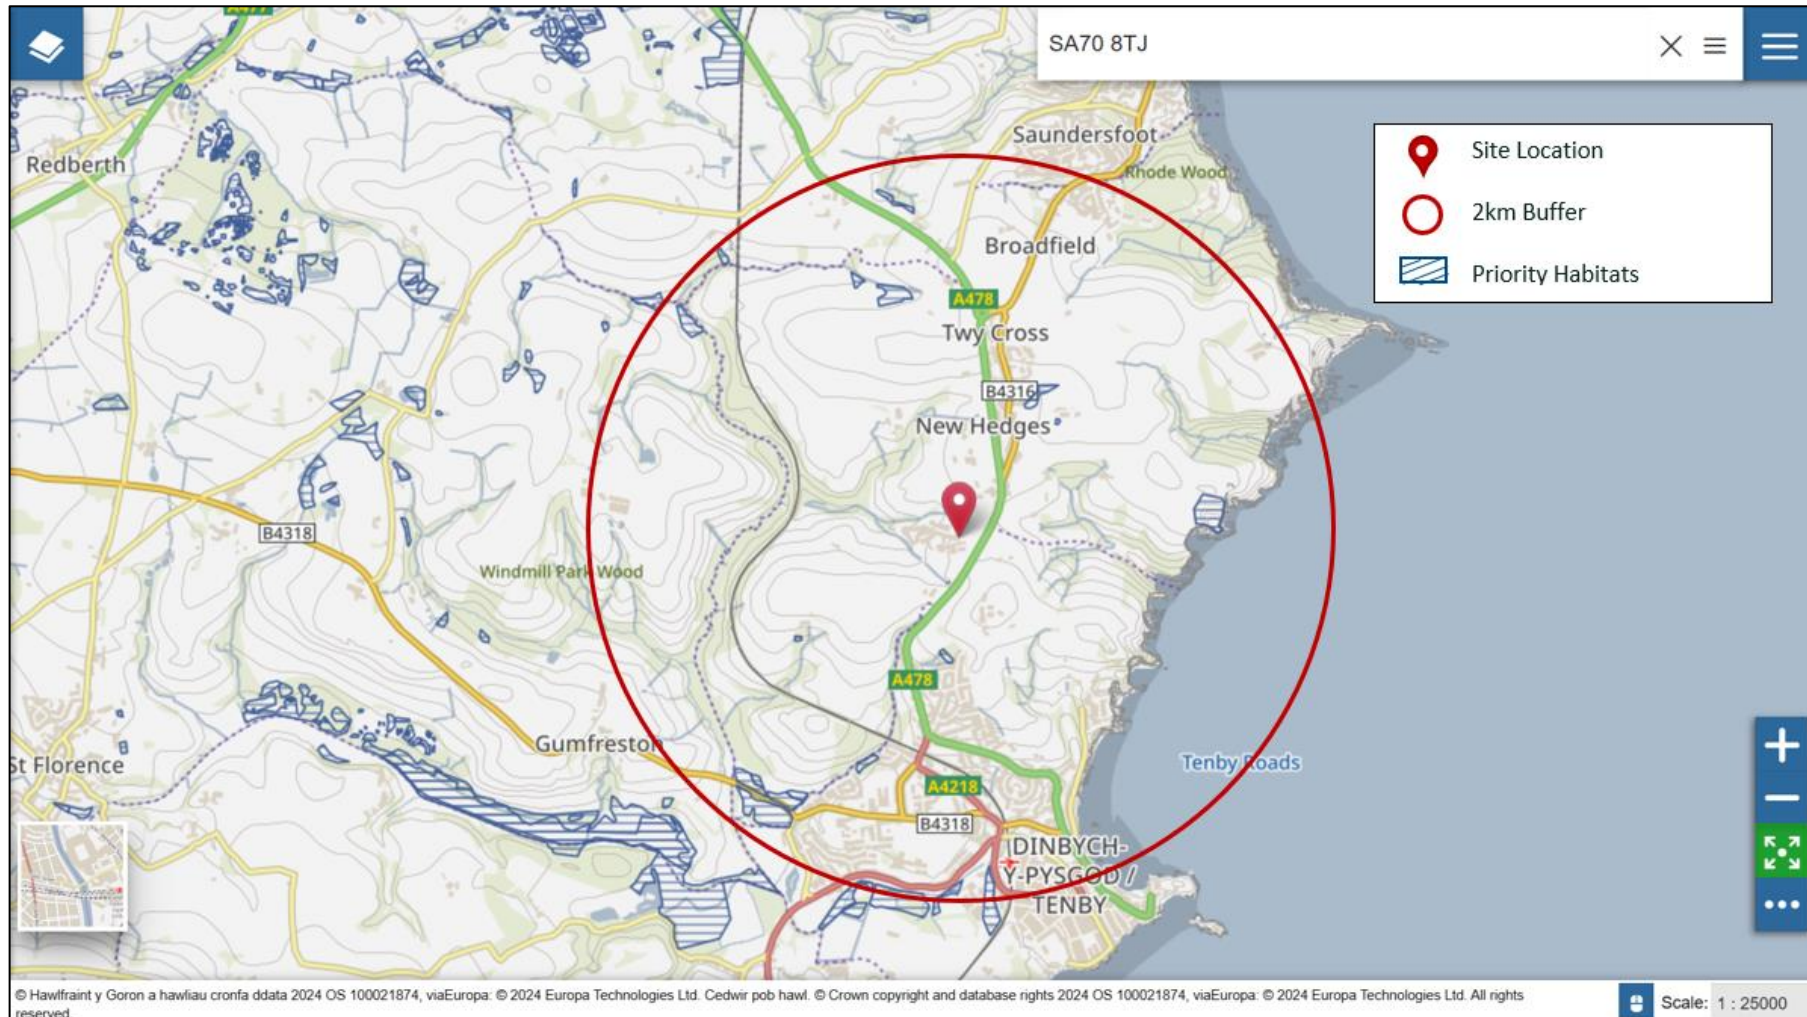 A477
SA70 8TJ
Saundersfoot
Site Location
Redberth
Rhode Wood
2km Buffer
Broadfield
Priority Habitats
A478
Twy Cross
B4316
New Hedges
B4318
Windmill Park Wood
A478
Gumfreston
St Florence
Tenby Roads
A4218
B4318
DINBYCH-
Y-PYSGOD /
TENBY
© Hawlfraint y Goron a hawliau cronfa ddata 2024 OS 100021874, viaEuropa: © 2024 Europa Technologies Ltd. Cedwir pob hawl. © Crown copyright and database rights 2024 OS 100021874, viaEuropa: © 2024 Europa Technologies Ltd. All rights
reserved
Scale: 1 : 25000